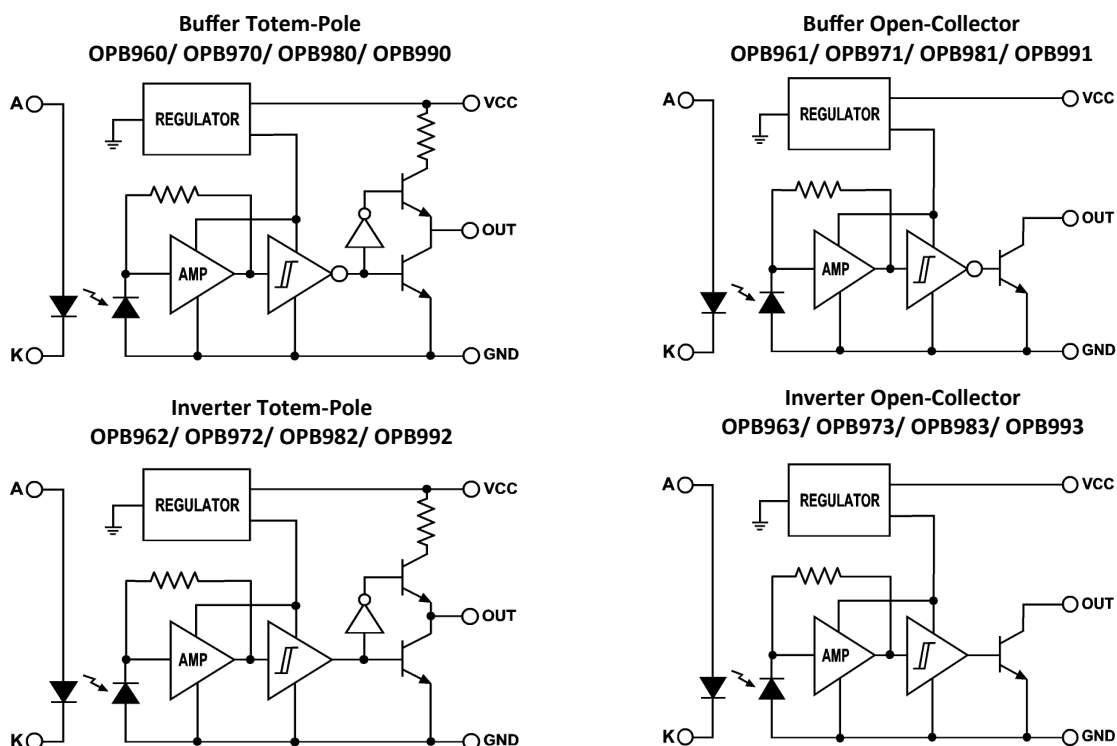 Buffer Totem-Pole
OPB960/ OPB970/ OPB980/ OPB990
A
REGULATOR
VCC
AMP
OUT
K
GND
Buffer Open-Collector
OPB961/ OPB971/ OPB981/ OPB991
A
REGULATOR
VCC
OUT
AMP
K
GND
Inverter Totem-Pole
OPB962/ OPB972/ OPB982/ OPB992
A
REGULATOR
VCC
OUT
AMP
K
GND
Inverter Open-Collector
OPB963/ OPB973/ OPB983/ OPB993
A
REGULATOR
VCC
OUT
AMP
K
GND